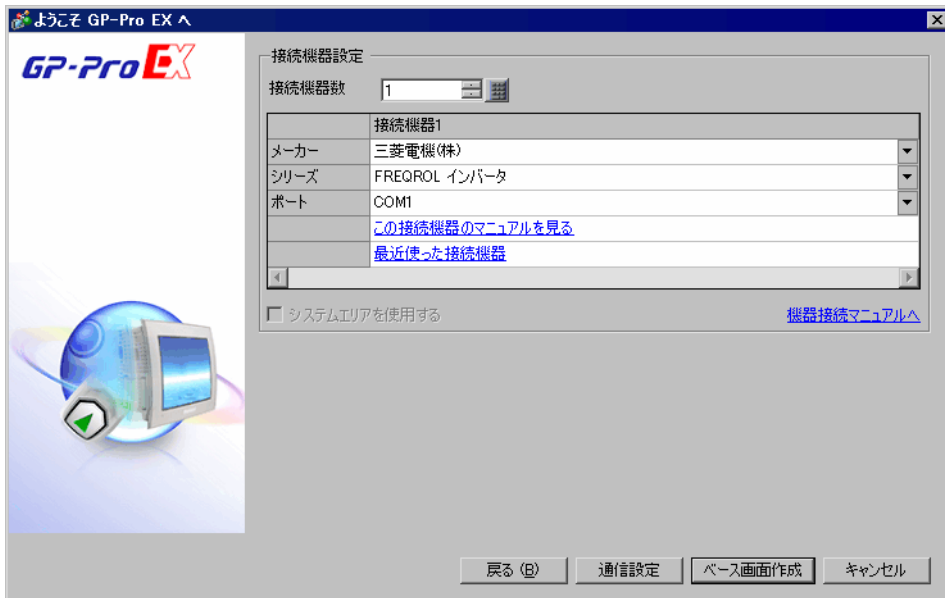 ようこそ GP-Pro EX へ
GP-Pro EX
接続機器設定
接続機器数 1
接続機器1
メーカー 三菱電機(株)
シリーズ FREQROL インバータ
ポート COM1
この接続機器のマニュアルを見る
最近使った接続機器
システムエリアを使用する 機器接続マニュアルへ
戻る (B) 通信設定 ベース画面作成 キャンセル